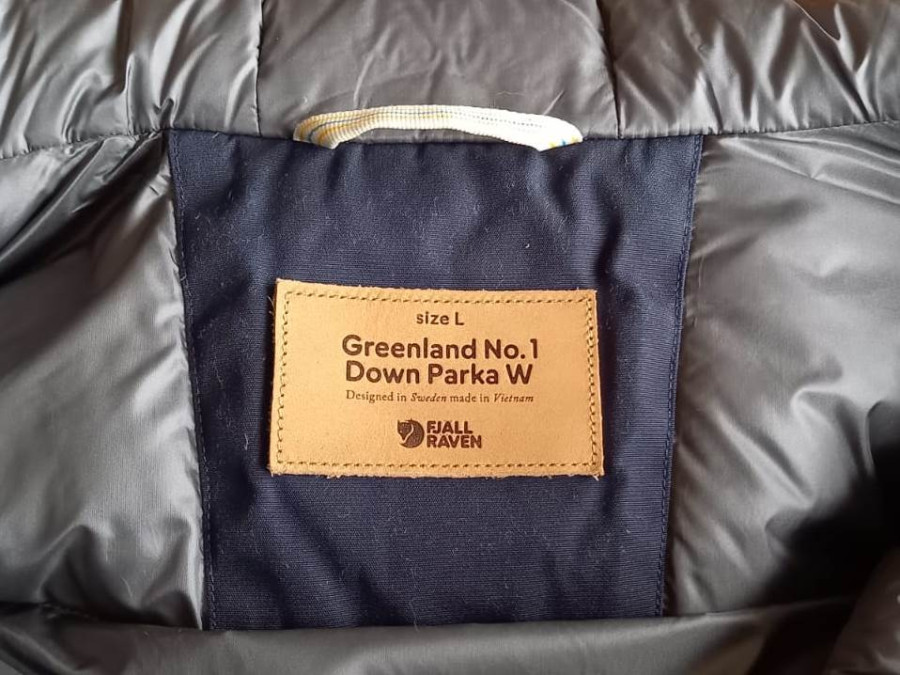 size L
Greenland No. 1
Down Parka W
Designed in Sweden made in Vietnam
FJALL
RAVEN